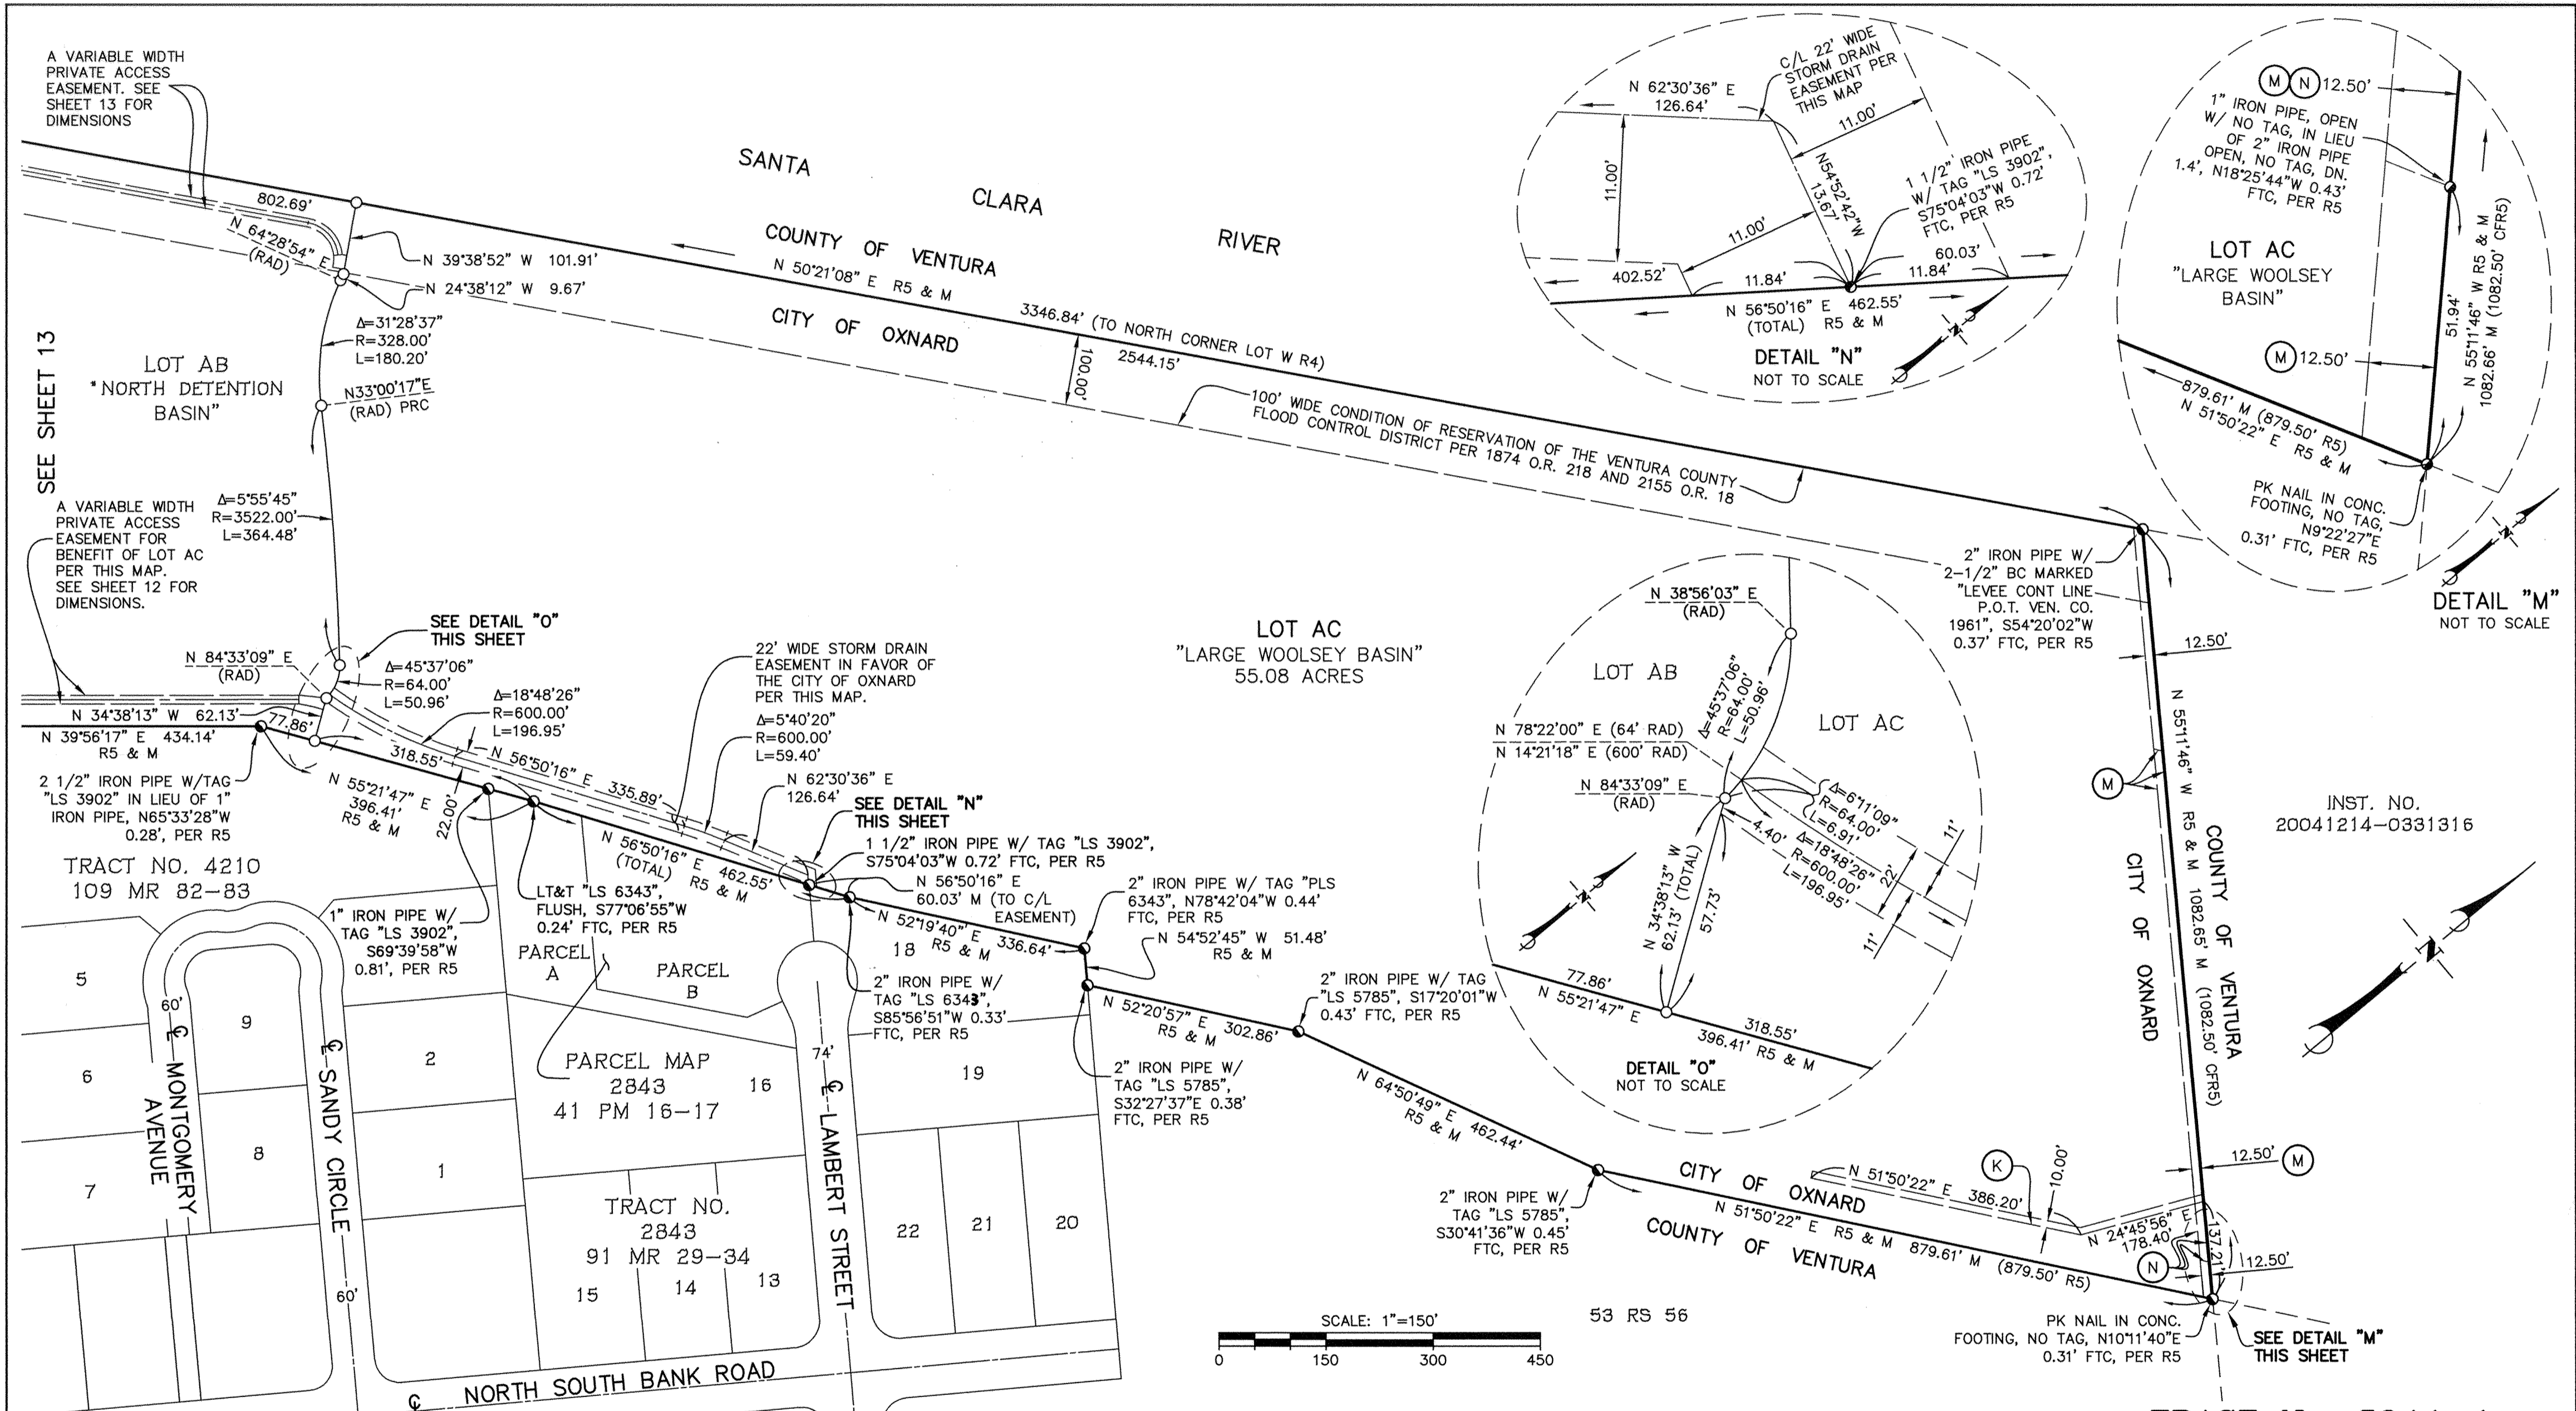 A VARIABLE WIDTH
PRIVATE ACCESS
EASEMENT. SEE
SHEET 13 FOR
DIMENSIONS
802.69'
N 64°28'54" E
(RAD)
N 39°38'52" W 101.91'
N 24°38'12" W 9.67'
Δ=31°28'37"
R=328.00'
L=180.20'
N33°00'17"E
(RAD) PRC
SEE SHEET 13
LOT AB
"NORTH DETENTION
BASIN"
SANTA CLARA RIVER
COUNTY OF VENTURA
N 50°21'08" E R5 & M
3346.84' (TO NORTH CORNER LOT W R4)
2544.15'
CITY OF OXNARD
100.00'
100' WIDE CONDITION OF RESERVATION OF THE VENTURA COUNTY
FLOOD CONTROL DISTRICT PER 1874 O.R. 218 AND 2155 O.R. 18
C/L 22' WIDE
STORM DRAIN
EASEMENT PER
THIS MAP
N 62°30'36" E
126.64'
11.00'
11.00'
11.00'
N54°52'42"W
13.67'
1 1/2" IRON PIPE
W/ TAG "LS 3902",
S75°04'03"W 0.72'
FTC, PER R5
402.52'
11.84'
60.03'
11.84'
N 56°50'16" E 462.55'
(TOTAL) R5 & M
N
DETAIL "N"
NOT TO SCALE
M N 12.50'
1" IRON PIPE, OPEN
W/ NO TAG, IN LIEU
OF 2" IRON PIPE
OPEN, NO TAG, DN.
1.4', N18°25'44"W 0.43'
FTC, PER R5
LOT AC
"LARGE WOOLSEY
BASIN"
M 12.50'
51.94'
N 55°11'46" W R5 & M
1082.66' M (1082.50' CFR5)
879.61' M (879.50' R5)
N 51°50'22" E R5 & M
PK NAIL IN CONC.
FOOTING, NO TAG,
N9°22'27"E
0.31' FTC, PER R5
N
DETAIL "M"
NOT TO SCALE
A VARIABLE WIDTH
PRIVATE ACCESS
EASEMENT FOR
BENEFIT OF LOT AC
PER THIS MAP.
SEE SHEET 12 FOR
DIMENSIONS.
Δ=5°55'45"
R=3522.00'
L=364.48'
SEE DETAIL "O"
THIS SHEET
N 84°33'09" E
(RAD)
Δ=45°37'06"
R=64.00'
L=50.96'
Δ=18°48'26"
R=600.00'
L=196.95'
22' WIDE STORM DRAIN
EASEMENT IN FAVOR OF
THE CITY OF OXNARD
PER THIS MAP.
Δ=5°40'20"
R=600.00'
L=59.40'
N 62°30'36" E
126.64'
SEE DETAIL "N"
THIS SHEET
1 1/2" IRON PIPE W/ TAG "LS 3902",
S75°04'03"W 0.72' FTC, PER R5
N 34°38'13" W 62.13'
77.86'
N 39°56'17" E 434.14'
R5 & M
318.55'
N 55°21'47" E
396.41'
R5 & M
22.00'
N 56°50'16" E 335.89'
N 56°50'16" E 462.55'
(TOTAL) R5 & M
2 1/2" IRON PIPE W/TAG
"LS 3902" IN LIEU OF 1"
IRON PIPE, N65°33'28"W
0.28', PER R5
1" IRON PIPE W/
TAG "LS 3902",
S69°39'58"W
0.81', PER R5
LT&T "LS 6343",
FLUSH, S77°06'55"W
0.24' FTC, PER R5
N 56°50'16" E
60.03' M (TO C/L
EASEMENT)
N 52°19'40" E 336.64'
R5 & M
2" IRON PIPE W/
TAG "LS 6343",
S85°56'51"W 0.33'
FTC, PER R5
2" IRON PIPE W/ TAG "PLS
6343", N78°42'04"W 0.44'
FTC, PER R5
N 54°52'45" W 51.48'
R5 & M
N 52°20'57" E 302.86'
R5 & M
2" IRON PIPE W/
TAG "LS 5785",
S32°27'37"E 0.38'
FTC, PER R5
2" IRON PIPE W/ TAG
"LS 5785", S17°20'01"W
0.43' FTC, PER R5
N 64°50'49" E 462.44'
R5 & M
LOT AC
"LARGE WOOLSEY BASIN"
55.08 ACRES
N 38°56'03" E
(RAD)
LOT AB
LOT AC
Δ=45°37'06"
R=64.00'
L=50.96'
N 78°22'00" E (64' RAD)
N 14°21'18" E (600' RAD)
N 84°33'09" E
(RAD)
Δ=6°11'09"
R=64.00'
L=6.91'
4.40'
Δ=18°48'26"
R=600.00'
L=196.95'
22'
11'
11'
N 34°38'13" W
62.13' (TOTAL)
57.73'
N
77.86'
N 55°21'47" E
318.55'
396.41' R5 & M
DETAIL "O"
NOT TO SCALE
2" IRON PIPE W/
2-1/2" BC MARKED
"LEVEE CONT LINE
P.O.T. VEN. CO.
1961", S54°20'02"W
0.37' FTC, PER R5
12.50'
M
N 55°11'46" W R5 & M 1082.65' M (1082.50' CFR5)
COUNTY OF VENTURA
CITY OF OXNARD
INST. NO.
20041214-0331316
N
12.50' M
K
10.00'
N 51°50'22" E 386.20'
N 24°45'56" E
178.40'
137.21'
N
12.50'
CITY OF OXNARD
N 51°50'22" E R5 & M 879.61' M (879.50' R5)
COUNTY OF VENTURA
2" IRON PIPE W/
TAG "LS 5785",
S30°41'36"W 0.45'
FTC, PER R5
PK NAIL IN CONC.
FOOTING, NO TAG, N10°11'40"E
0.31' FTC, PER R5
SEE DETAIL "M"
THIS SHEET
53 RS 56
SCALE: 1"=150'
0 150 300 450
TRACT NO. 4210
109 MR 82-83
5
6
7
60'
℄ MONTGOMERY
AVENUE
9
8
℄ SANDY CIRCLE
60'
2
1
PARCEL
A
PARCEL
B
18
PARCEL MAP
2843
41 PM 16-17
16
74'
℄ LAMBERT STREET
19
TRACT NO.
2843
91 MR 29-34
15
14
13
22
21
20
℄ NORTH SOUTH BANK ROAD